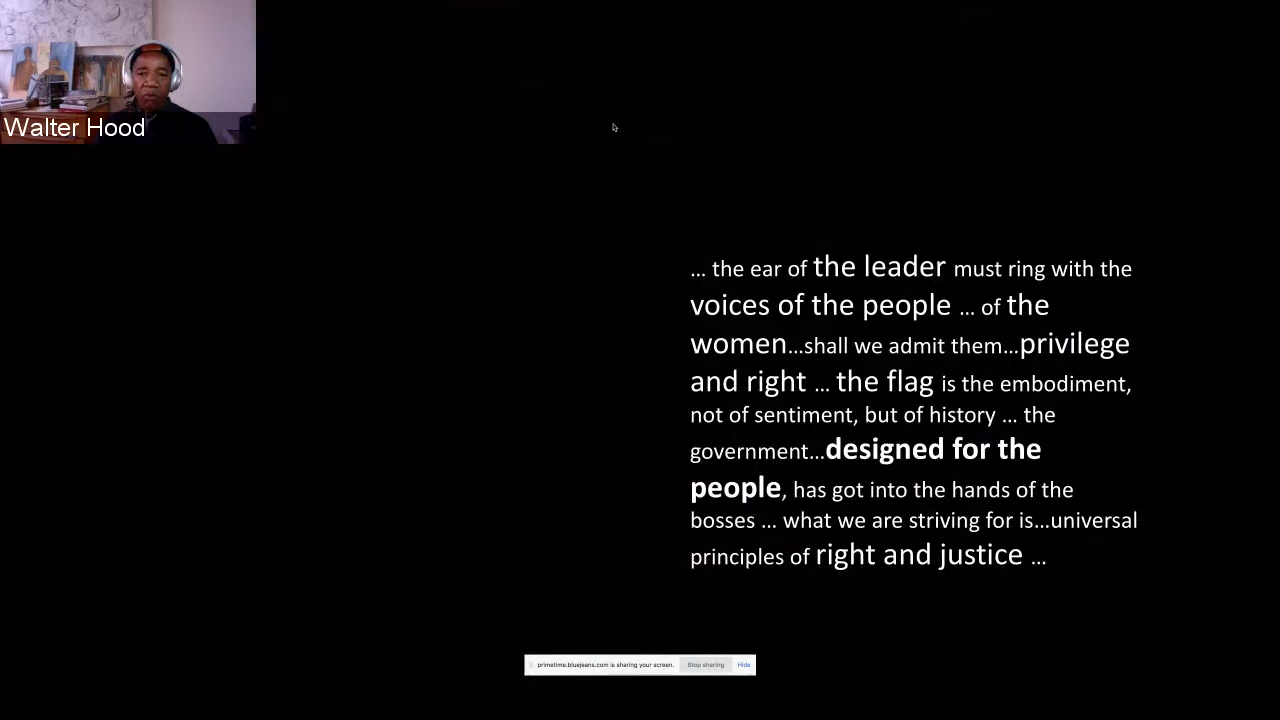 Walter Hood
... the ear of the leader must ring with the
voices of the people ... of the
women...shall we admit them...privilege
and right ... the flag is the embodiment,
not of sentiment, but of history ... the
government...designed for the
people, has got into the hands of the
bosses ... what we are striving for is...universal
principles of right and justice ...
primetime.bluejeans.com is sharing your screen. Stop sharing Hide